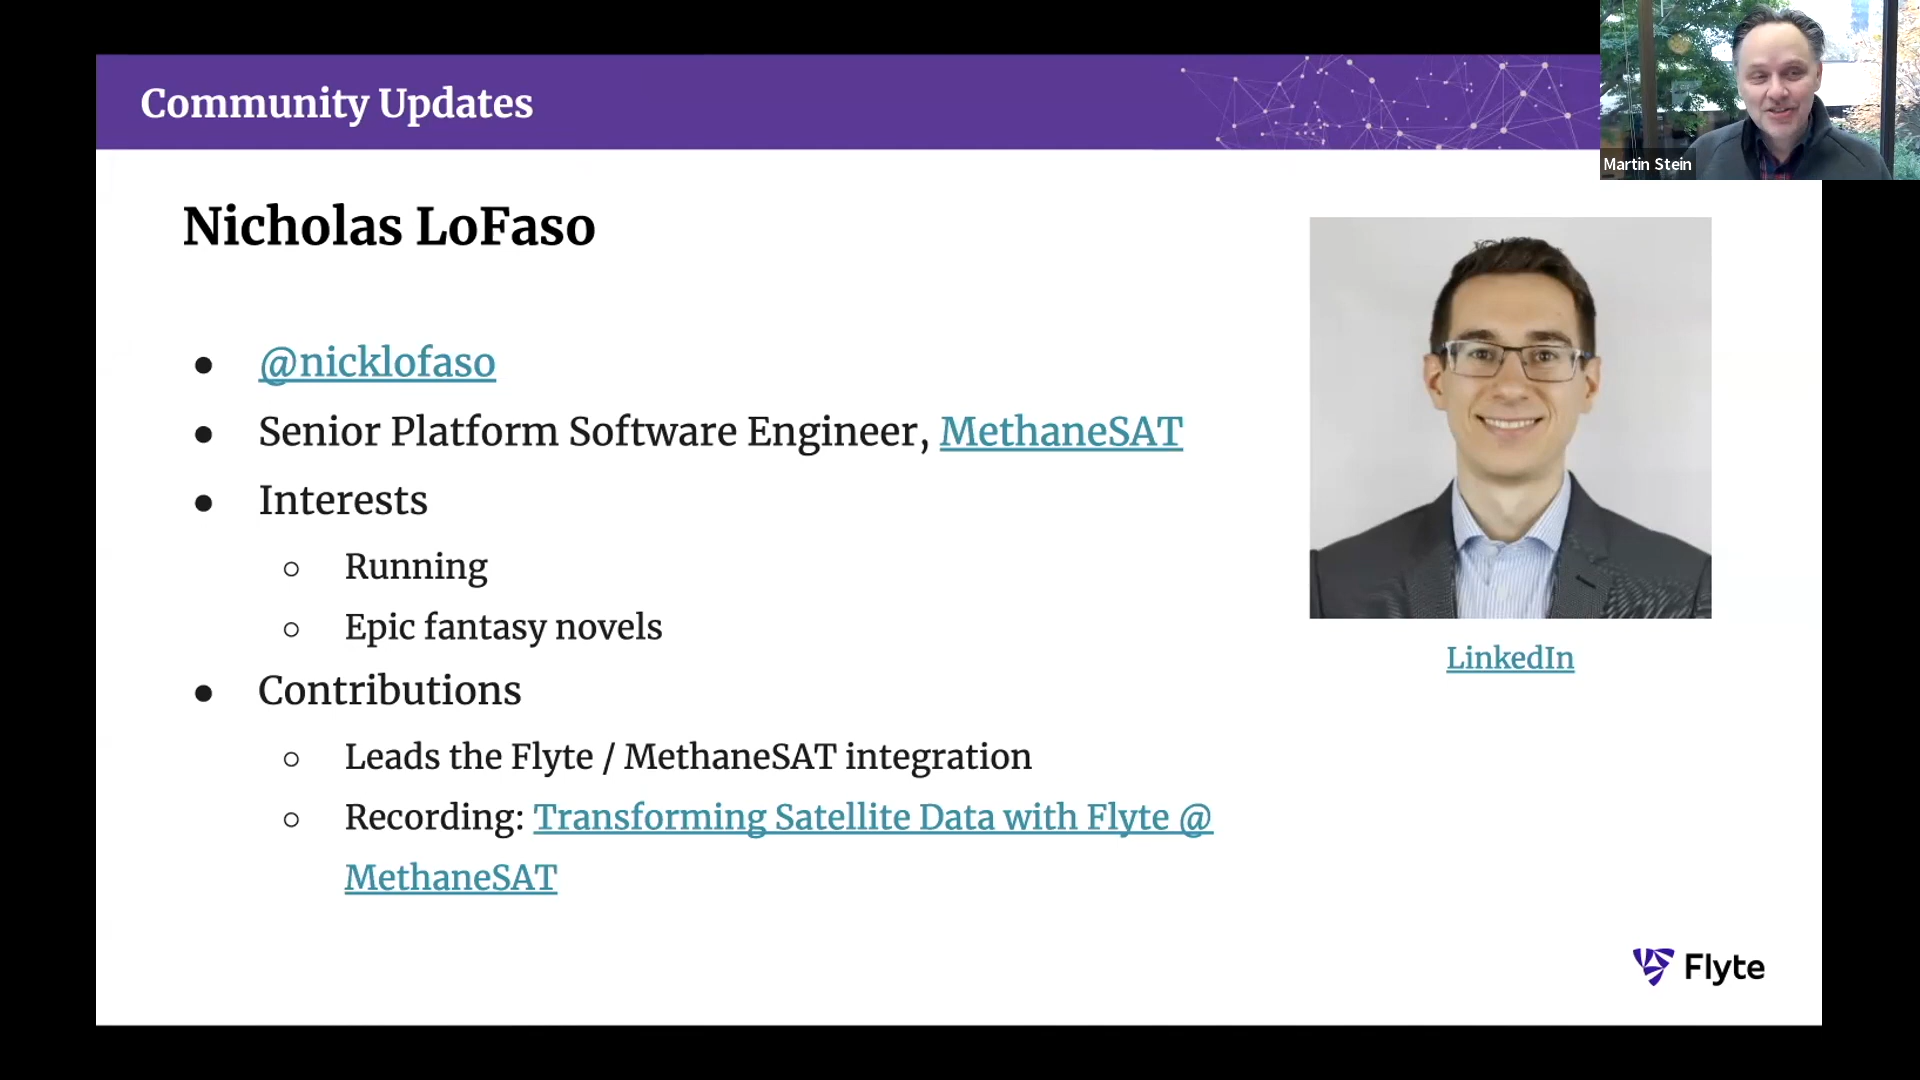 Community Updates
Martin Stein
Nicholas LoFaso
@nicklofaso
Senior Platform Software Engineer, MethaneSAT
Interests
Running
Epic fantasy novels
Contributions
Leads the Flyte / MethaneSAT integration
Recording: Transforming Satellite Data with Flyte @
MethaneSAT
LinkedIn
Flyte